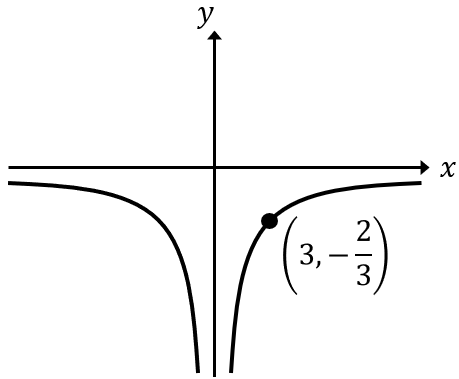 y
x
(3, −2/3)